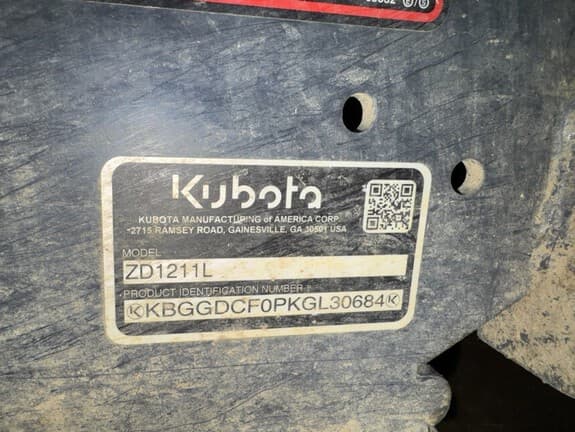 Kubota
KUBOTA MANUFACTURING of AMERICA CORP.
2715 RAMSEY ROAD, GAINESVILLE, GA 30501 USA
MODEL
ZD1211L
PRODUCT IDENTIFICATION NUMBER
KBGGDCF0PKGL30684